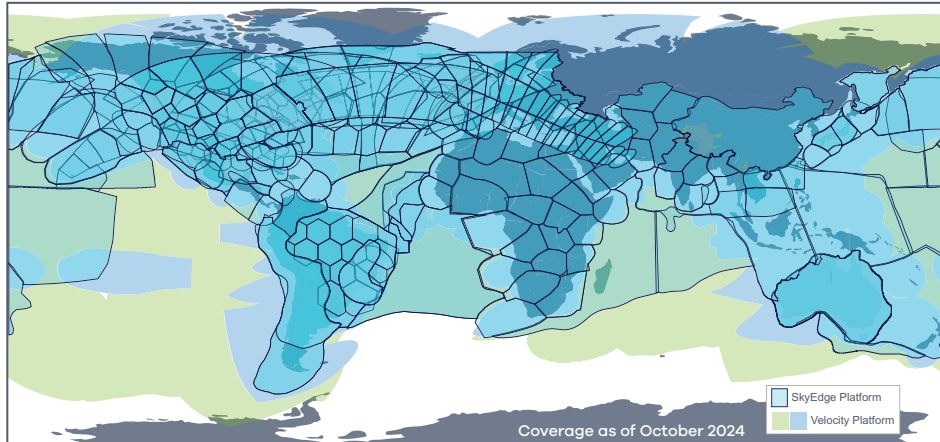 SkyEdge Platform
Velocity Platform
Coverage as of October 2024